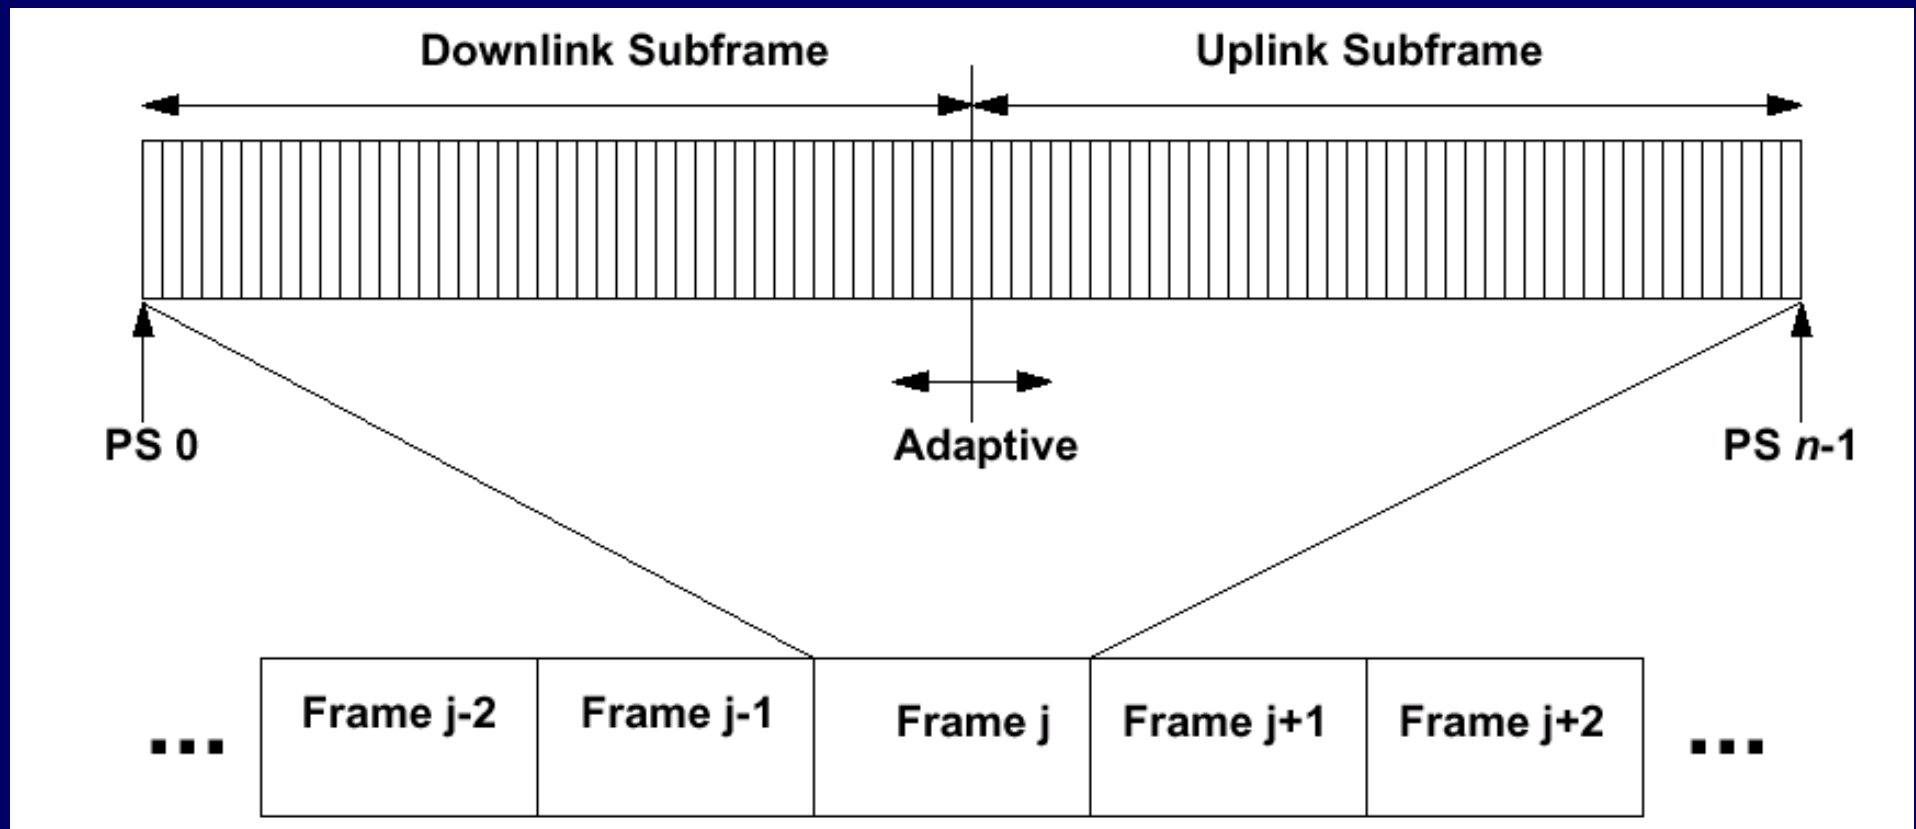 Downlink Subframe Uplink Subframe
PS 0 Adaptive PS n-1
... Frame j-2 Frame j-1 Frame j Frame j+1 Frame j+2 ...